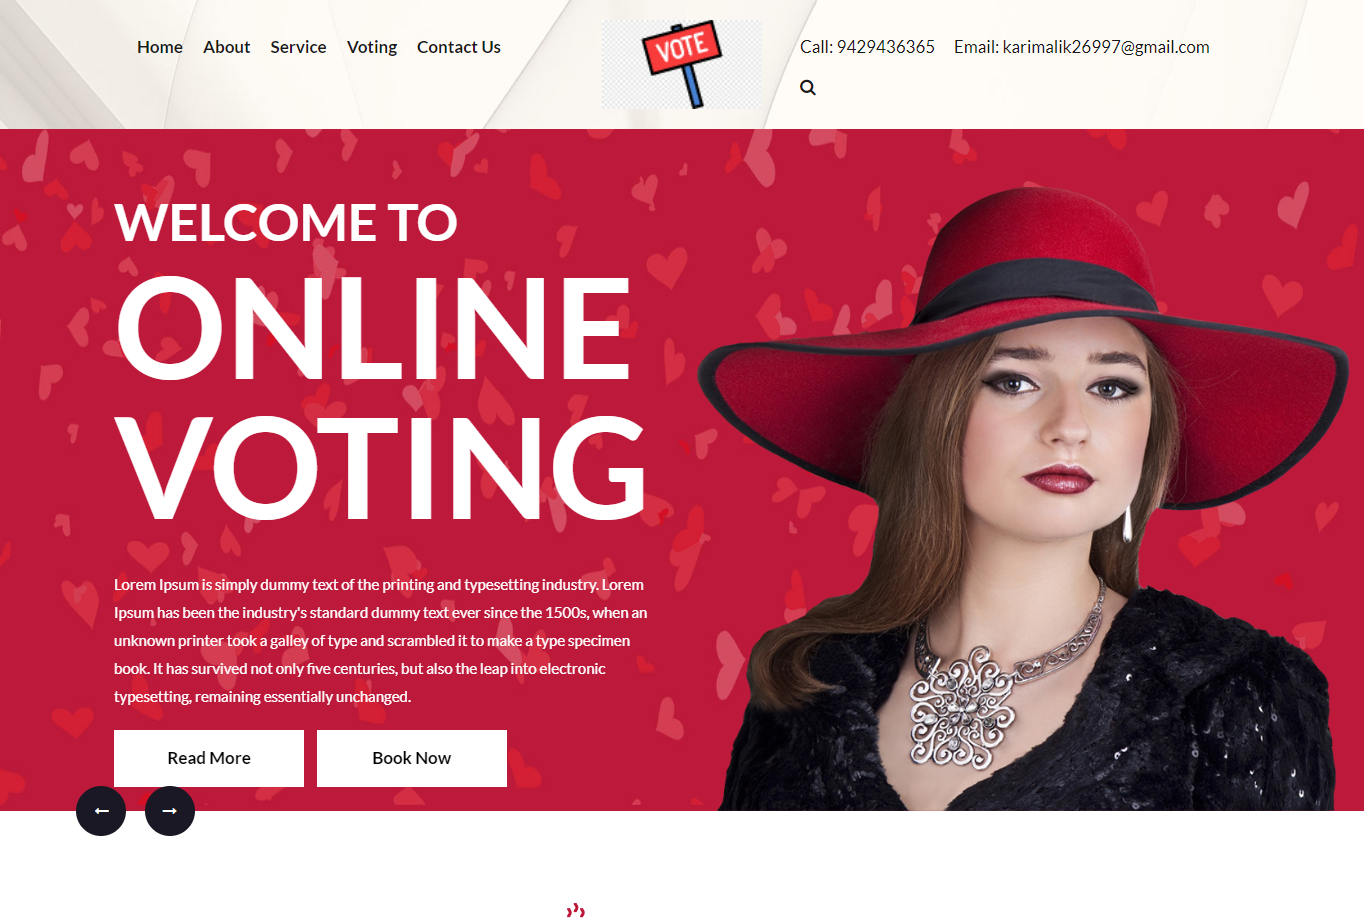 Home About Service Voting Contact Us
VOTE
Call: 9429436365 Email: karimalik26997@gmail.com
WELCOME TO
ONLINE
VOTING
Lorem Ipsum is simply dummy text of the printing and typesetting industry. Lorem
Ipsum has been the industry's standard dummy text ever since the 1500s, when an
unknown printer took a galley of type and scrambled it to make a type specimen
book. It has survived not only five centuries, but also the leap into electronic
typesetting, remaining essentially unchanged.
Read More Book Now